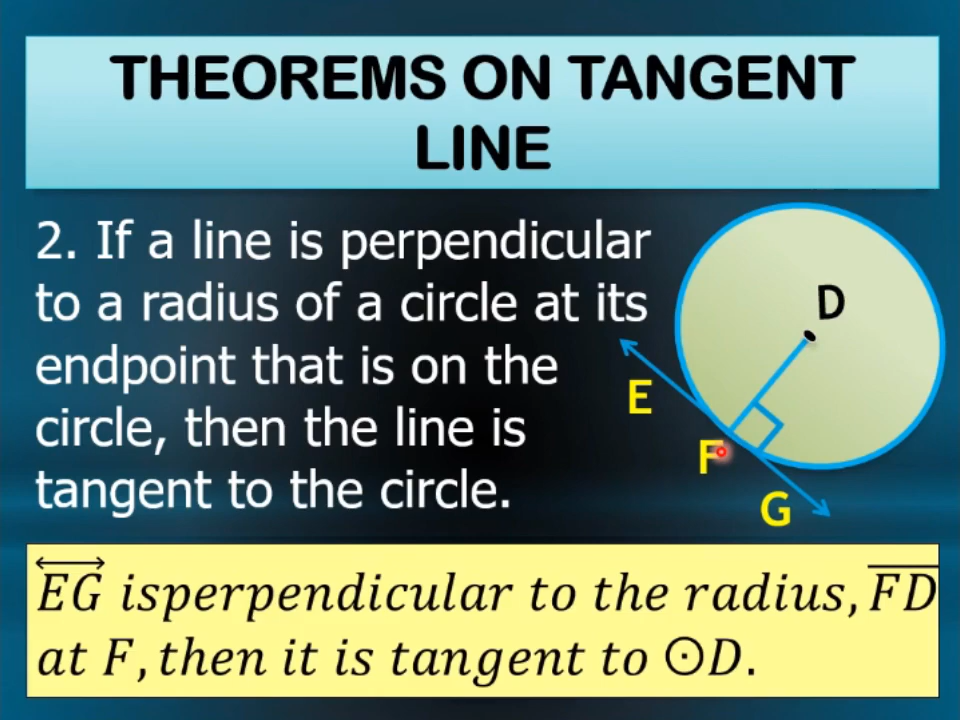 THEOREMS ON TANGENT
LINE
2. If a line is perpendicular
to a radius of a circle at its
endpoint that is on the
circle, then the line is
tangent to the circle.
D
E
F
G
\overleftrightarrow{EG} isperpendicular to the radius, \overline{FD}
at F, then it is tangent to ⊙D.